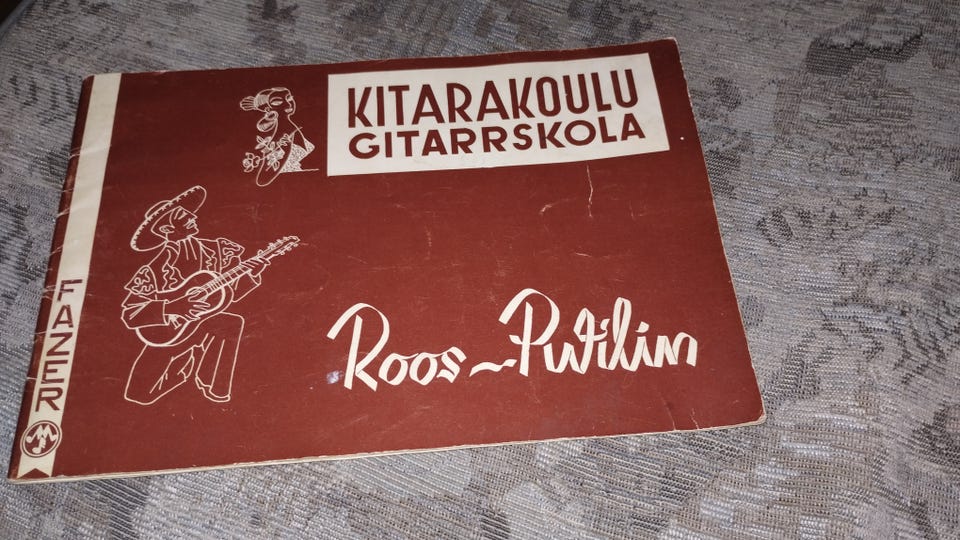 KITARAKOULU
GITARRSKOLA
Roos~Putilin
FAZER